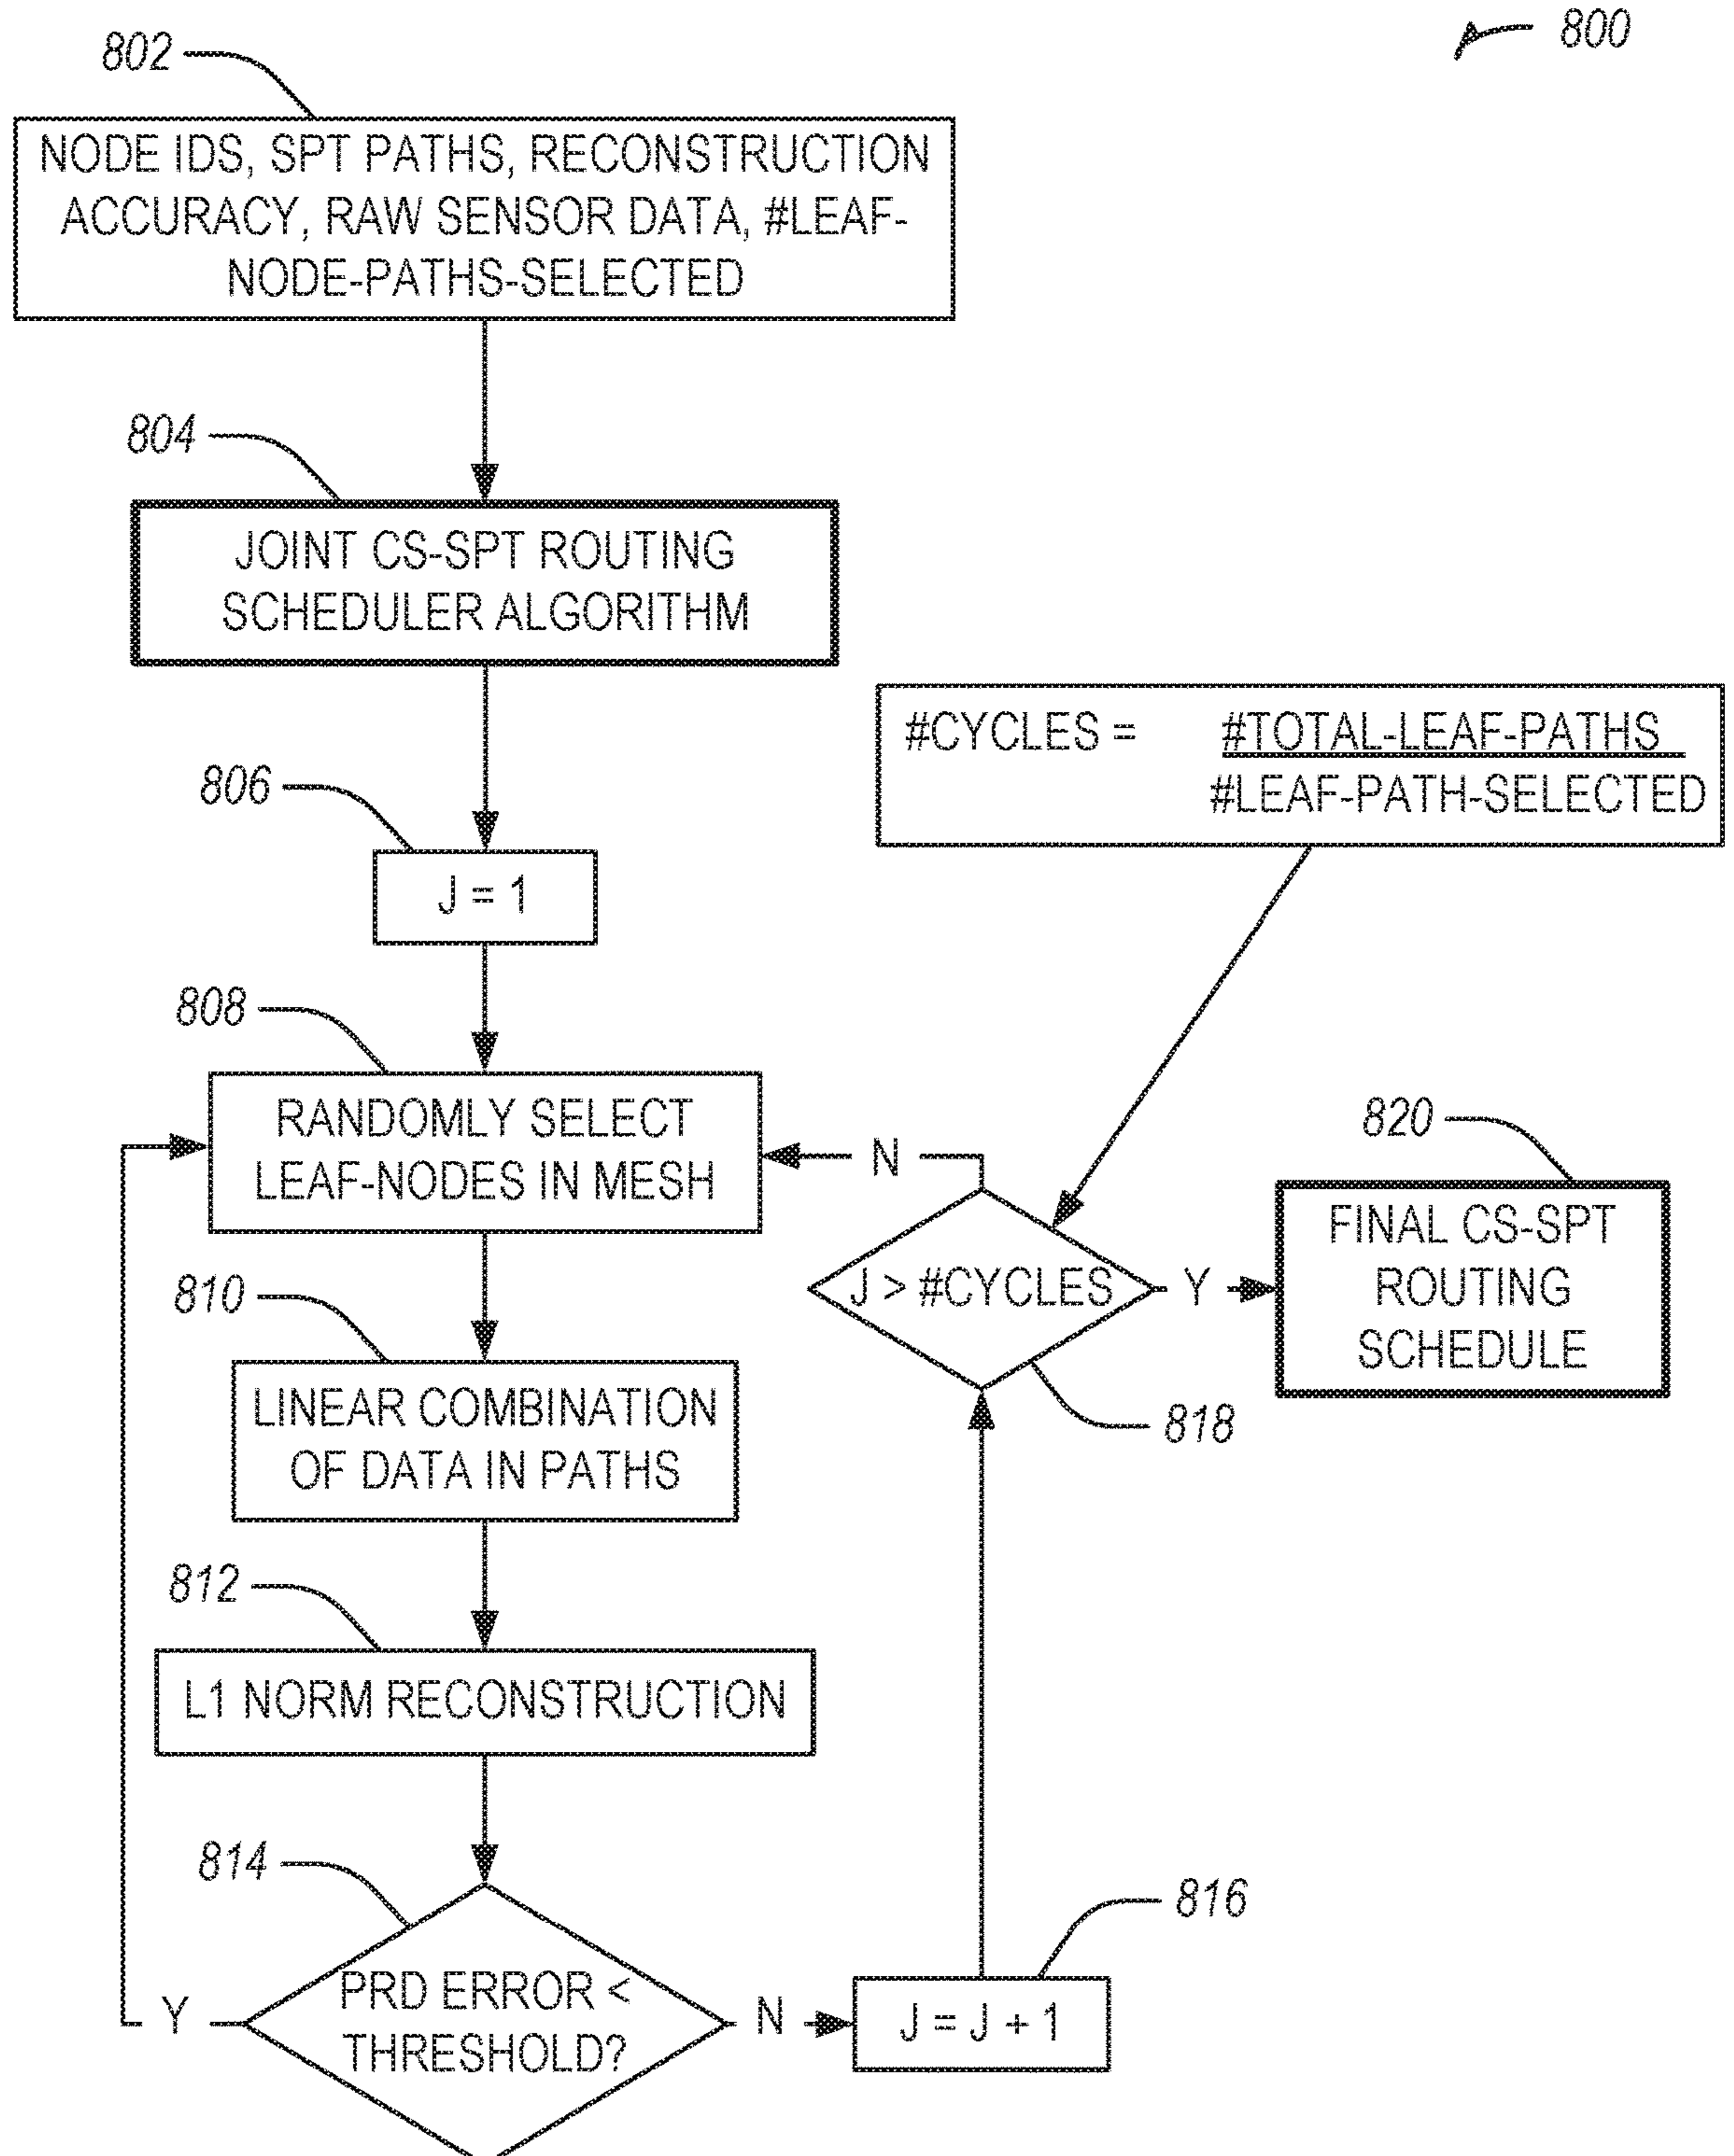 800
802
NODE IDS, SPT PATHS, RECONSTRUCTION
ACCURACY, RAW SENSOR DATA, #LEAF-
NODE-PATHS-SELECTED
804
JOINT CS-SPT ROUTING
SCHEDULER ALGORITHM
#CYCLES = #TOTAL-LEAF-PATHS
#LEAF-PATH-SELECTED
806
J = 1
808
RANDOMLY SELECT
LEAF-NODES IN MESH
N
820
FINAL CS-SPT
ROUTING
SCHEDULE
J > #CYCLES
Y
818
810
LINEAR COMBINATION
OF DATA IN PATHS
812
L1 NORM RECONSTRUCTION
814
PRD ERROR <
THRESHOLD?
Y
N
816
J = J + 1